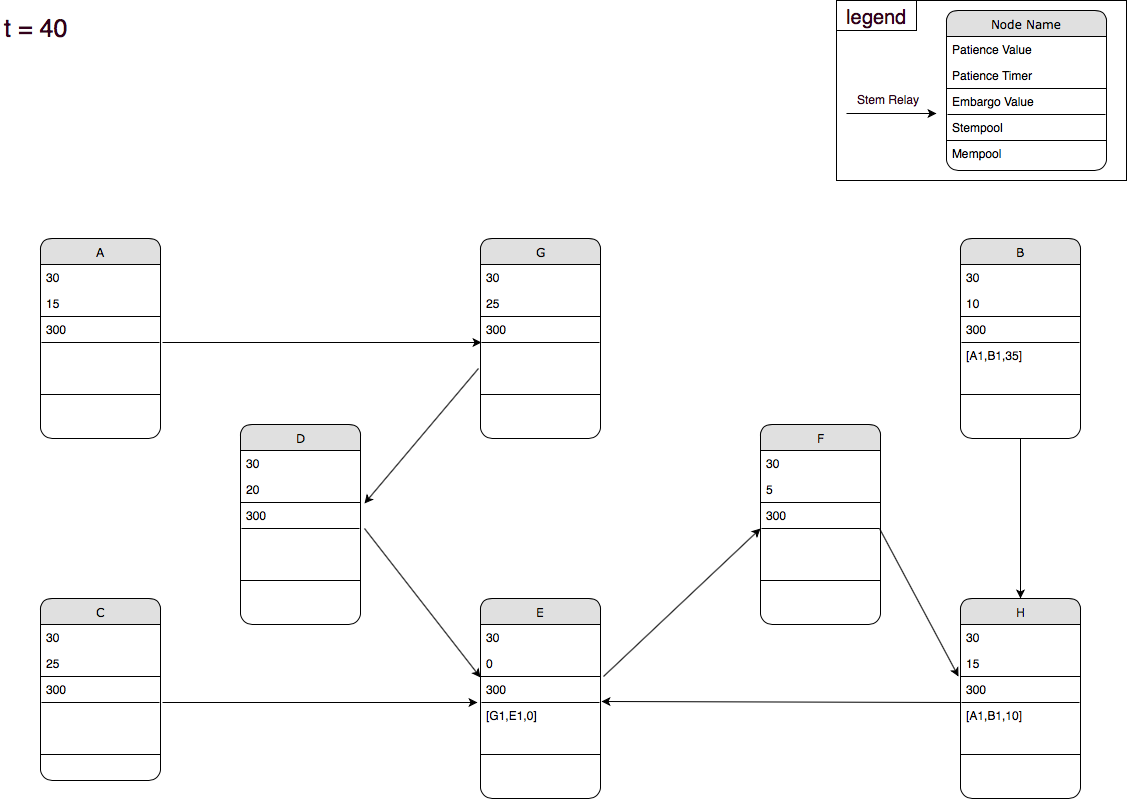 t = 40
legend
Node Name
Patience Value
Patience Timer
Stem Relay
Embargo Value
Stempool
Mempool
A
30
15
300
G
30
25
300
B
30
10
300
[A1,B1,35]
D
30
20
300
F
30
5
300
C
30
25
300
E
30
0
300
[G1,E1,0]
H
30
15
300
[A1,B1,10]